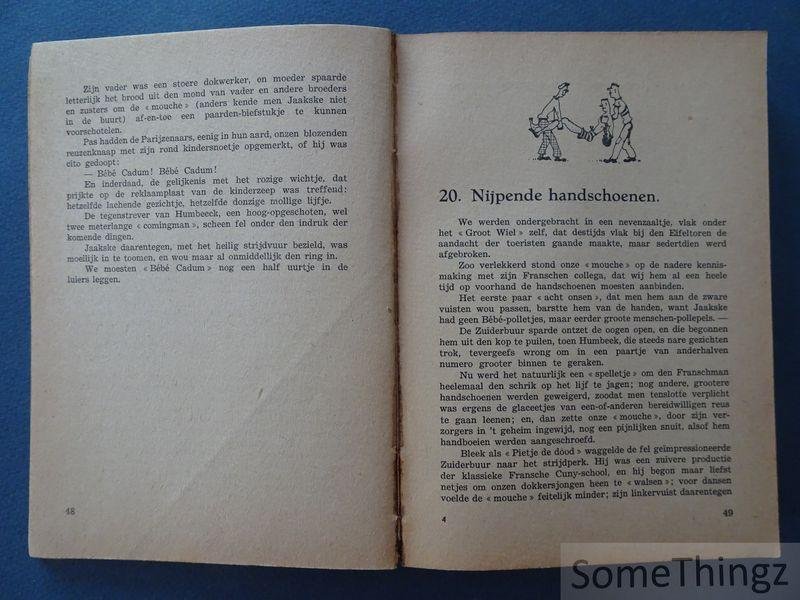 Zijn vader was een stoere dokwerker, en moeder spaarde
letterlijk het brood uit den mond van vader en andere broeders
en zusters om de « mouche » (anders kende men Jaakske niet
in de buurt) af-en-toe een paarden-biefstukje te kunnen
voorschotelen.
Pas hadden de Parijzenaars, eenig in hun aard, onzen blozenden
reuzenknaap met zijn rond kindersnoetje opgemerkt, of hij was
cito gedoopt:
— Bébé Cadum! Bébé Cadum!
En inderdaad, de gelijkenis met het rozige wichtje, dat
prijkte op de reklaamplaat van de kinderzeep was treffend:
hetzelfde lachende gezichtje, hetzelfde donzige mollige lijfje.
De tegenstrever van Humbeeck, een hoog-opgeschoten, wel
twee meterlange « comingman », scheen fel onder den indruk der
komende dingen.
Jaakske daarentegen, met het heilig strijdvuur bezield, was
moeilijk in te toomen, en wou maar al onmiddellijk den ring in.
We moesten « Bébé Cadum » nog een half uurtje in de
luiers leggen.
48
20. Nijpende handschoenen.
We werden ondergebracht in een nevenzaaltje, vlak onder
het « Groot Wiel » zelf, dat destijds vlak bij den Eifeltoren de
aandacht der toeristen gaande maakte, maar sedertdien werd
afgebroken.
Zoo verlekkerd stond onze « mouche » op de nadere kennis-
making met zijn Franschen collega, dat wij hem al een heele
tijd op voorhand de handschoenen moesten aanbinden.
Het eerste paar « acht onsen », dat men hem aan de zware
vuisten wou passen, barstte hem van de handen, want Jaakske
had geen Bébé-polletjes, maar eerder groote menschen-pollepels. —
De Zuiderbuur sparde ontzet de oogen open, en die begonnen
hem uit den kop te puilen, toen Humbeek, die steeds nare gezichten
trok, tevergeefs wrong om in een paartje van anderhalven
numero grooter binnen te geraken.
Nu werd het natuurlijk een « spelletje » om den Franschman
heelemaal den schrik op het lijf te jagen; nog andere, grootere
handschoenen werden geweigerd, zoodat men tenslotte verplicht
was ergens de glaceetjes van een-of-anderen bereidwilligen reus
te gaan leenen; en, dan zette onze « mouche », door zijn ver-
zorgers in 't geheim ingewijd, nog een pijnlijken snuit, alsof hem
handboeien werden aangeschroefd.
Bleek als « Pietje de dood » waggelde de fel geïmpressioneerde
Zuiderbuur naar het strijdperk. Hij was een zuivere productie
der klassieke Fransche Cuny-school, en hij begon maar liefst
netjes om onzen dokkersjongen heen te « walsen »; voor dansen
voelde de « mouche » feitelijk minder; zijn linkervuist daarentegen
4
49
SomeThingz